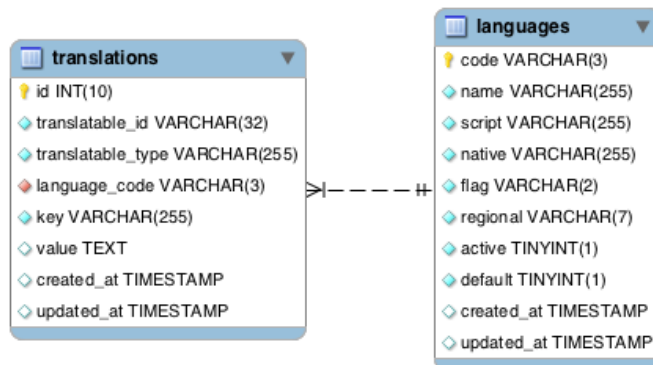 translations
id INT(10)
translatable_id VARCHAR(32)
translatable_type VARCHAR(255)
language_code VARCHAR(3)
key VARCHAR(255)
value TEXT
created_at TIMESTAMP
updated_at TIMESTAMP
languages
code VARCHAR(3)
name VARCHAR(255)
script VARCHAR(255)
native VARCHAR(255)
flag VARCHAR(2)
regional VARCHAR(7)
active TINYINT(1)
default TINYINT(1)
created_at TIMESTAMP
updated_at TIMESTAMP